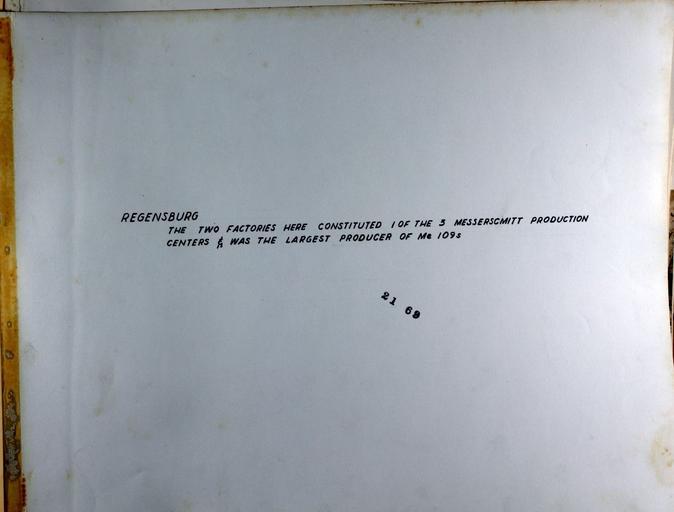 REGENSBURG
THE TWO FACTORIES HERE CONSTITUTED 1 OF THE 3 MESSERSCMITT PRODUCTION
CENTERS & WAS THE LARGEST PRODUCER OF Me 109s
21 69